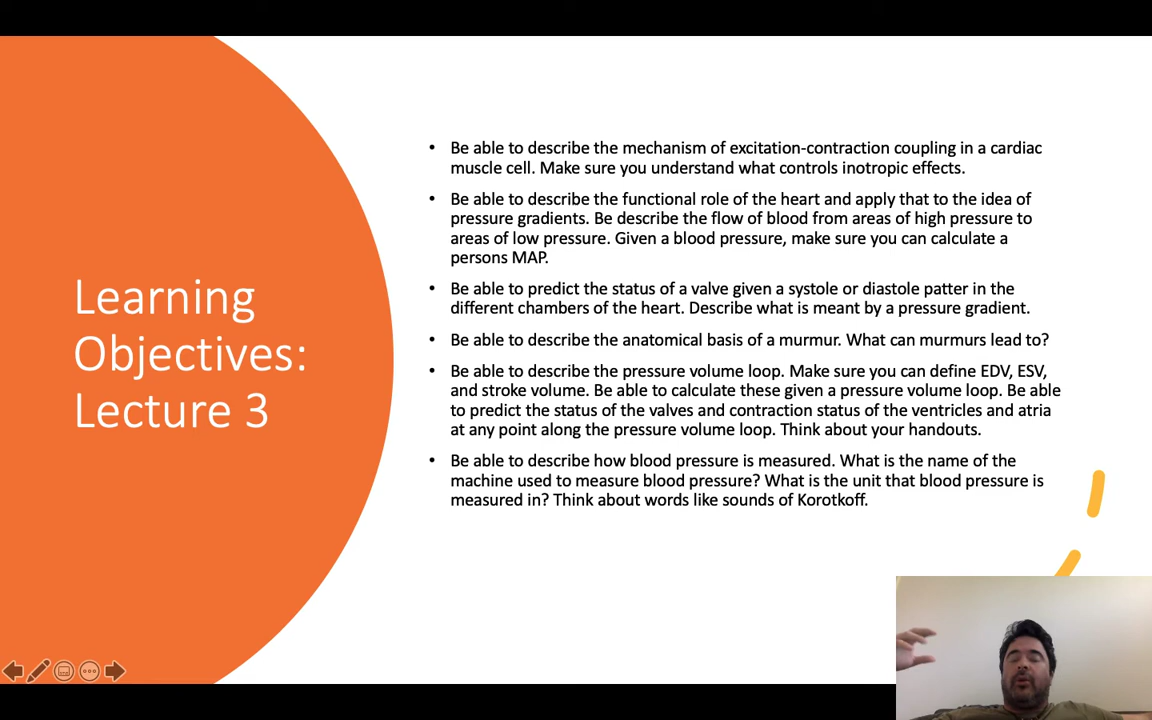 Learning
Objectives:
Lecture 3
• Be able to describe the mechanism of excitation-contraction coupling in a cardiac
muscle cell. Make sure you understand what controls inotropic effects.
• Be able to describe the functional role of the heart and apply that to the idea of
pressure gradients. Be describe the flow of blood from areas of high pressure to
areas of low pressure. Given a blood pressure, make sure you can calculate a
persons MAP.
• Be able to predict the status of a valve given a systole or diastole patter in the
different chambers of the heart. Describe what is meant by a pressure gradient.
• Be able to describe the anatomical basis of a murmur. What can murmurs lead to?
• Be able to describe the pressure volume loop. Make sure you can define EDV, ESV,
and stroke volume. Be able to calculate these given a pressure volume loop. Be able
to predict the status of the valves and contraction status of the ventricles and atria
at any point along the pressure volume loop. Think about your handouts.
• Be able to describe how blood pressure is measured. What is the name of the
machine used to measure blood pressure? What is the unit that blood pressure is
measured in? Think about words like sounds of Korotkoff.